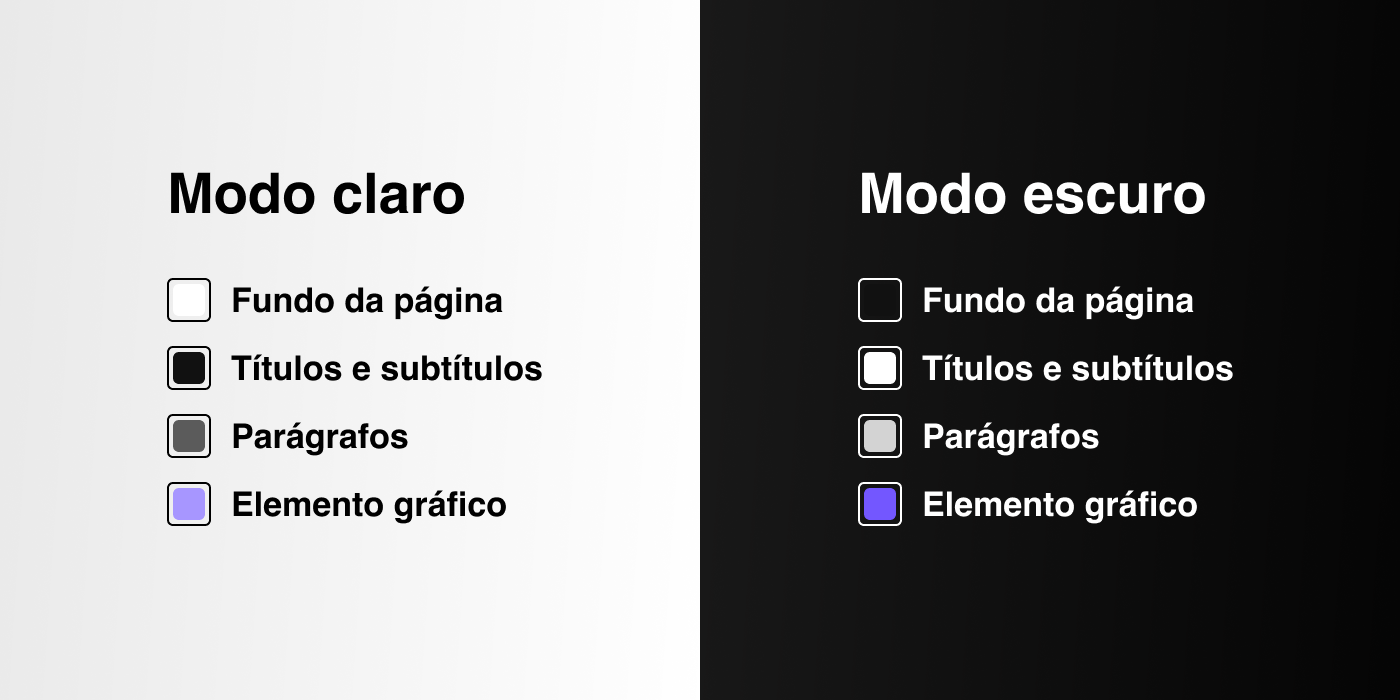 Modo claro
Fundo da página
Títulos e subtítulos
Parágrafos
Elemento gráfico
Modo escuro
Fundo da página
Títulos e subtítulos
Parágrafos
Elemento gráfico